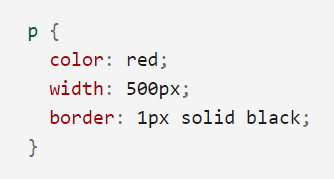 p {
  color: red;
  width: 500px;
  border: 1px solid black;
}